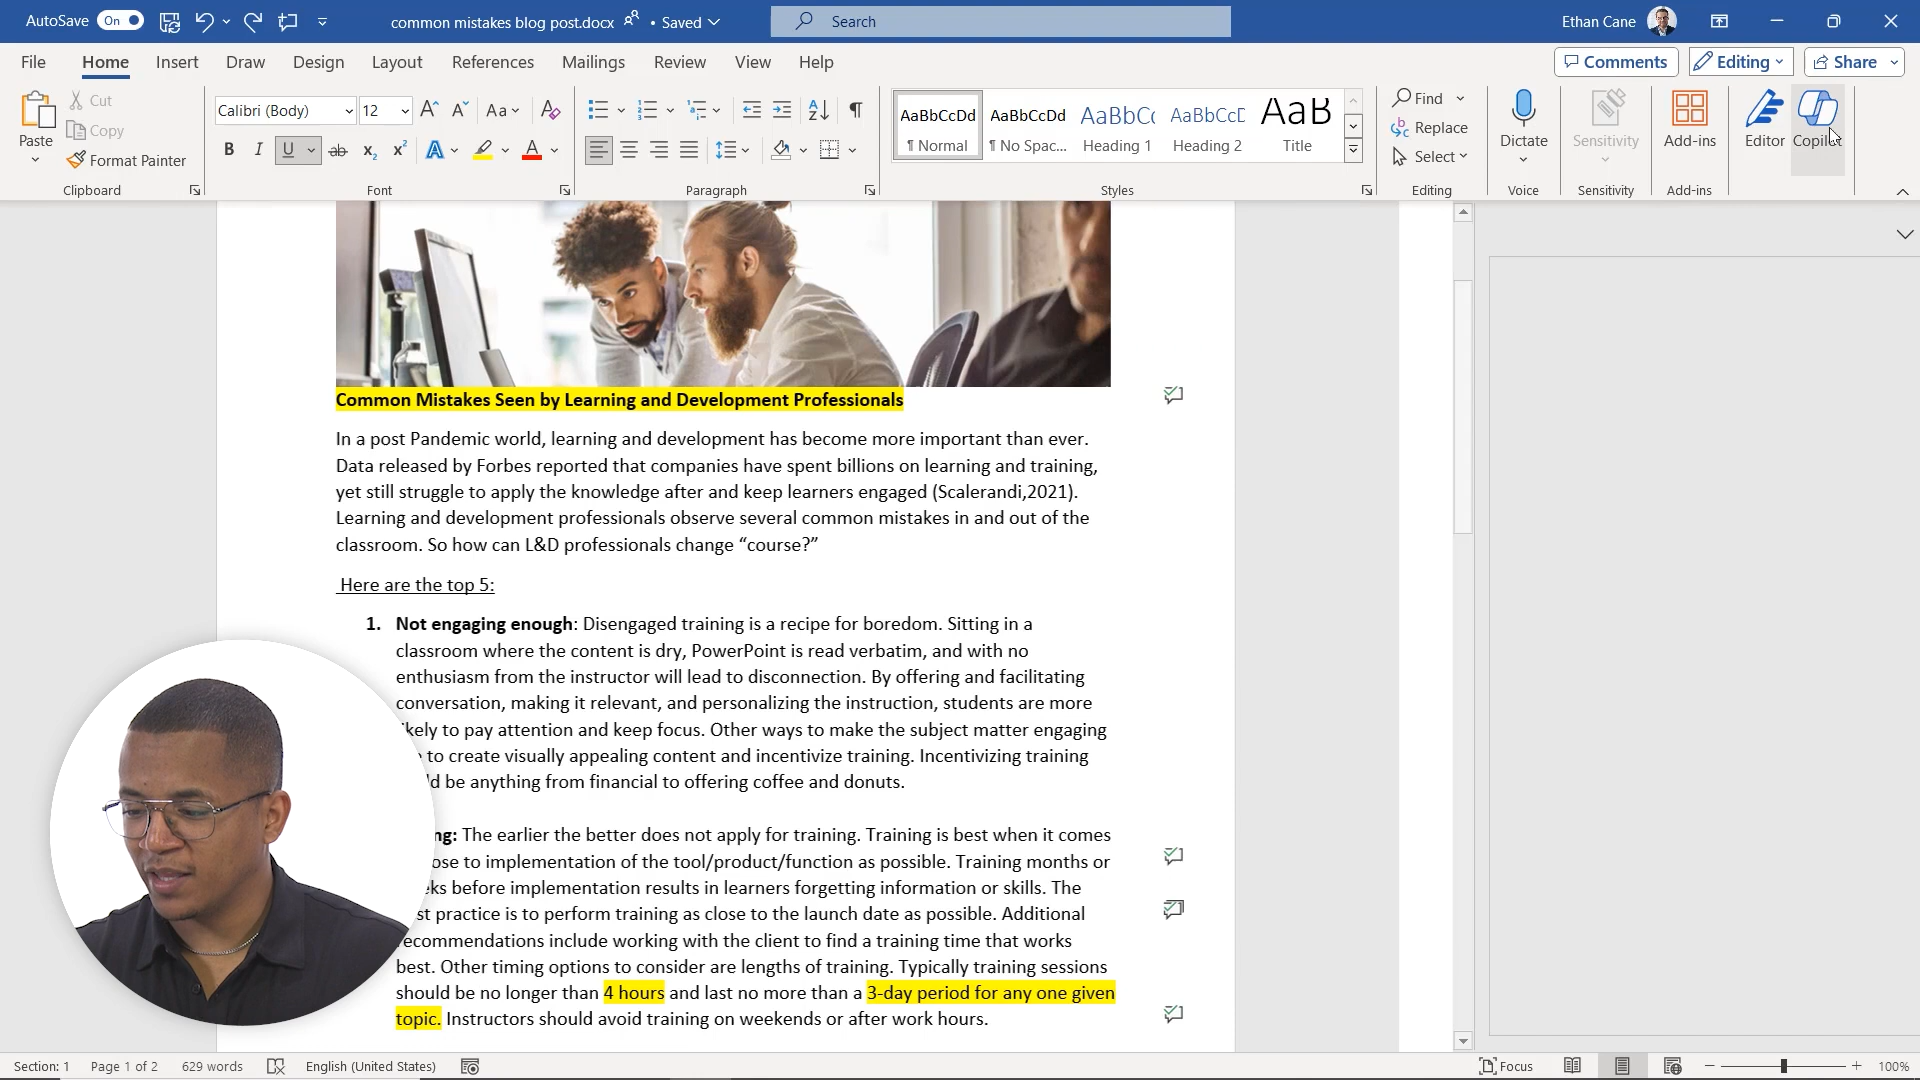 AutoSave On common mistakes blog post.docx • Saved Search Ethan Cane
File Home Insert Draw Design Layout References Mailings Review View Help Comments Editing Share
Paste Cut Copy Format Painter
Clipboard
Calibri (Body) 12 Aa
B I U ab x₂ x² A A
Font
Paragraph
AaBbCcDd AaBbCcDd AaBbCc AaBbCcD AaB
¶ Normal ¶ No Spac... Heading 1 Heading 2 Title
Styles
Find
Replace
Select
Editing
Dictate
Voice
Sensitivity
Sensitivity
Add-ins
Add-ins
Editor
Common Mistakes Seen by Learning and Development Professionals
In a post Pandemic world, learning and development has become more important than ever.
Data released by Forbes reported that companies have spent billions on learning and training,
yet still struggle to apply the knowledge after and keep learners engaged (Scalerandi,2021).
Learning and development professionals observe several common mistakes in and out of the
classroom. So how can L&D professionals change “course?”
Here are the top 5:
1. Not engaging enough: Disengaged training is a recipe for boredom. Sitting in a
classroom where the content is dry, PowerPoint is read verbatim, and with no
enthusiasm from the instructor will lead to disconnection. By offering and facilitating
conversation, making it relevant, and personalizing the instruction, students are more
to pay attention and keep focus. Other ways to make the subject matter engaging
to create visually appealing content and incentivize training. Incentivizing training
be anything from financial to offering coffee and donuts.
The earlier the better does not apply for training. Training is best when it comes
to implementation of the tool/product/function as possible. Training months or
before implementation results in learners forgetting information or skills. The
practice is to perform training as close to the launch date as possible. Additional
recommendations include working with the client to find a training time that works
best. Other timing options to consider are lengths of training. Typically training sessions
should be no longer than 4 hours and last no more than a 3-day period for any one given
topic. Instructors should avoid training on weekends or after work hours.
Section: 1 Page 1 of 2 629 words English (United States) Focus 100%